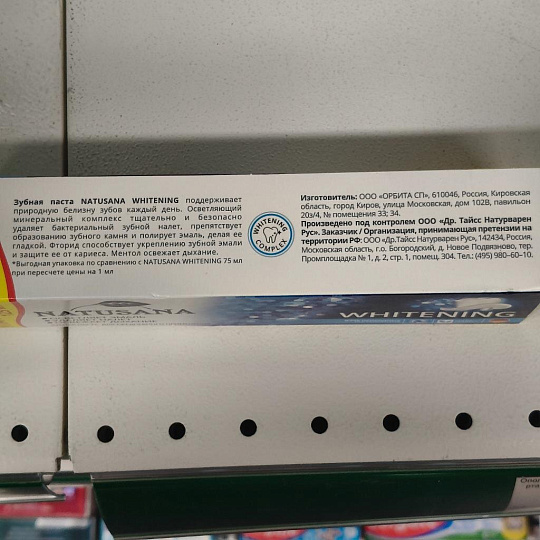 Зубная паста NATUSANA WHITENING поддерживает
природную белизну зубов каждый день. Осветляющий
минеральный комплекс тщательно и безопасно
удаляет бактериальный зубной налет, препятствует
образованию зубного камня и полирует эмаль, делая ее
гладкой. Фторид способствует укреплению зубной эмали
и защите ее от кариеса. Ментол освежает дыхание.
*Выгодная упаковка по сравнению с NATUSANA WHITENING 75 мл
при пересчете цены на 1 мл
WHITENING
COMPLEX
Изготовитель: ООО «ОРБИТА СП», 610046, Россия, Кировская
область, город Киров, улица Московская, дом 102В, павильон
20з/4, № помещения 33; 34.
Произведено под контролем ООО «Др. Тайсс Натурварен
Рус». Заказчик / Организация, принимающая претензии на
территории РФ: ООО «Др.Тайсс Натурварен Рус», 142434, Россия,
Московская область, г.о. Богородский, д. Новое Подвязново, тер.
Промплощадка № 1, д. 2, стр. 1, помещ. 304. Тел.: (495) 980–60–10.
NATUSANA
WHITENING